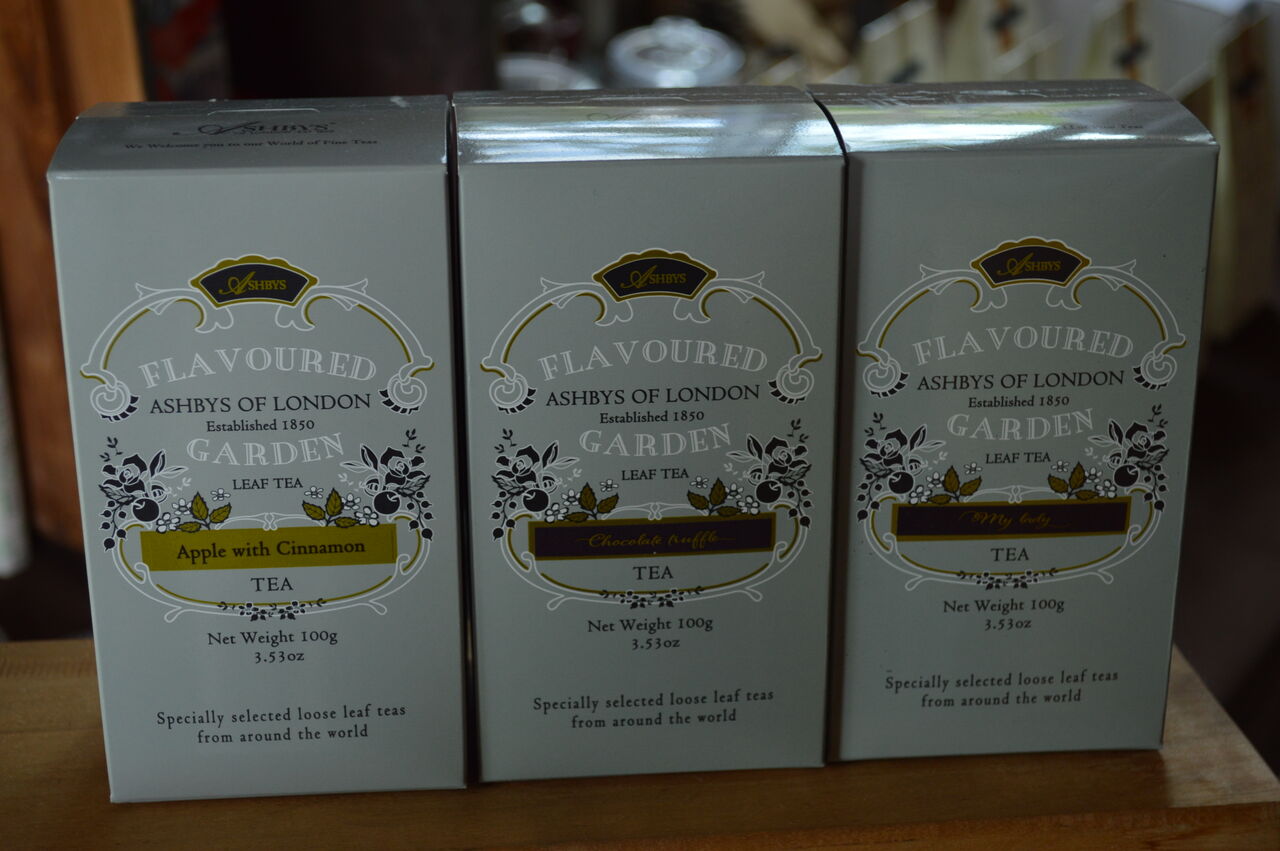 ASHBYS
We Welcome you to our World of Fine Teas
ASHBYS
FLAVOURED
ASHBYS OF LONDON
Established 1850
GARDEN
LEAF TEA
Apple with Cinnamon
TEA
Net Weight 100g
3.53oz
Specially selected loose leaf teas
from around the world
ASHBYS
FLAVOURED
ASHBYS OF LONDON
Established 1850
GARDEN
LEAF TEA
Chocolate truffle
TEA
Net Weight 100g
3.53oz
Specially selected loose leaf teas
from around the world
ASHBYS
FLAVOURED
ASHBYS OF LONDON
Established 1850
GARDEN
LEAF TEA
My lady
TEA
Net Weight 100g
3.53oz
Specially selected loose leaf teas
from around the world